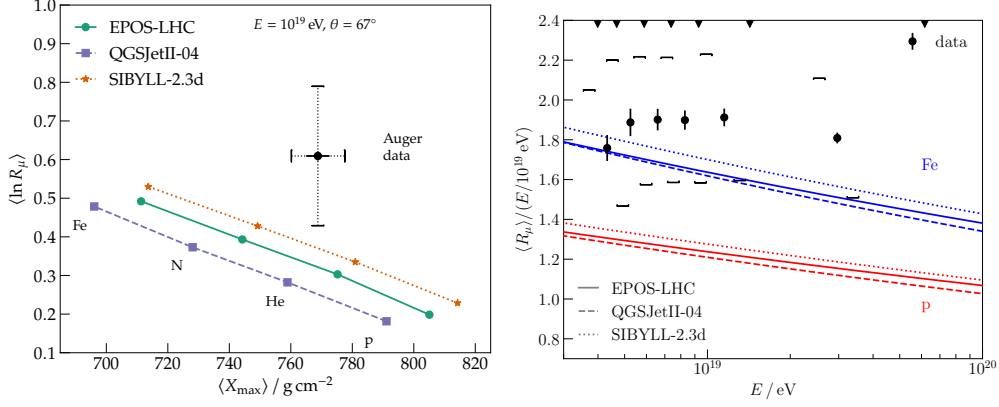 1.0
0.9
0.8
0.7
0.6
0.5
0.4
0.3
0.2
0.1
⟨ln R_μ⟩
EPOS-LHC
QGSJetII-04
SIBYLL-2.3d
E = 10^19 eV, θ = 67°
Auger
data
Fe
N
He
p
700 720 740 760 780 800 820
⟨X_max⟩ / g cm^−2
2.4
2.2
2.0
1.8
1.6
1.4
1.2
1.0
0.8
⟨R_μ⟩/(E/10^19 eV)
data
Fe
p
EPOS-LHC
QGSJetII-04
SIBYLL-2.3d
10^19 10^20
E / eV